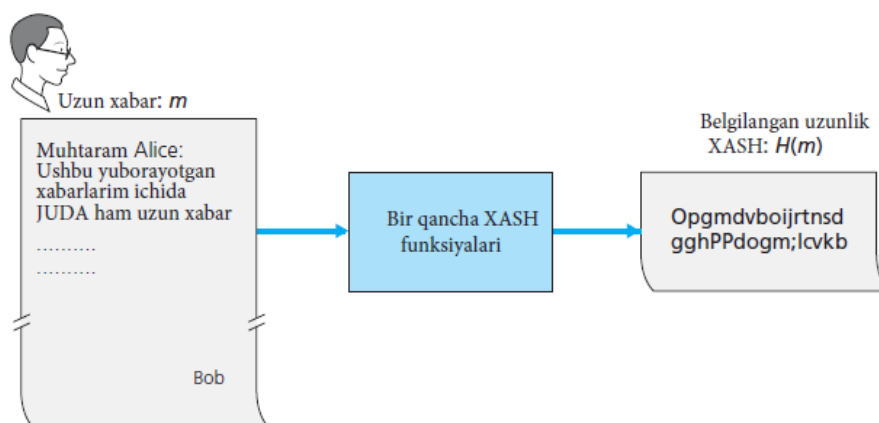 Uzun xabar: m
Muhtaram Alice:
Ushbu yuborayotgan
xabarlarim ichida
JUDA ham uzun xabar
..........
..........
Bob
Bir qancha XASH
funksiyalari
Belgilangan uzunlik
XASH: H(m)
Opgmdvboijrtnsd
gghPPdogm;lcvkb